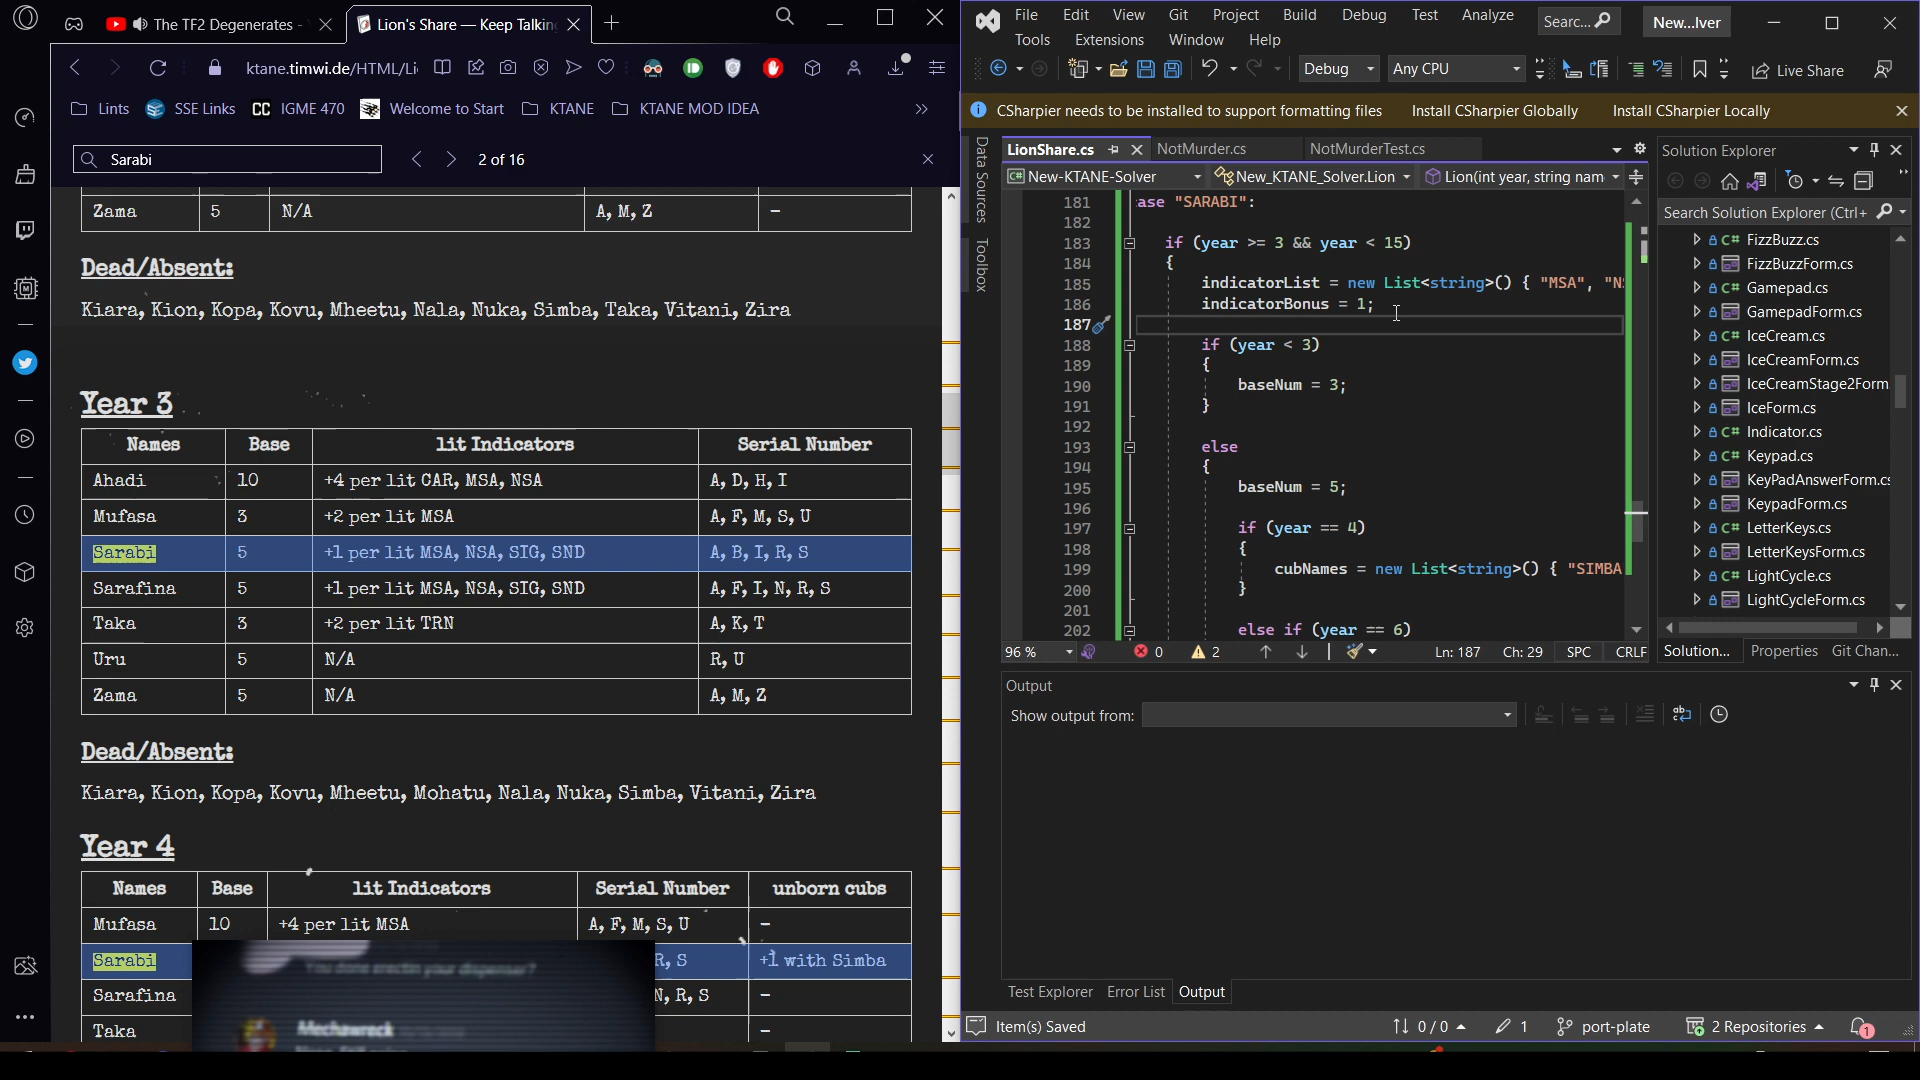 The TF2 Degenerates -
Lion's Share — Keep Talkin
ktane.timwi.de/HTML/Li
Lints
SSE Links
CC IGME 470
Welcome to Start
KTANE
KTANE MOD IDEA
Sarabi
2 of 16
Zama 5 N/A A, M, Z -
Dead/Absent:
Kiara, Kion, Kopa, Kovu, Mheetu, Nala, Nuka, Simba, Taka, Vitani, Zira
Year 3
Names Base lit Indicators Serial Number
Ahadi 10 +4 per lit CAR, MSA, NSA A, D, H, I
Mufasa 3 +2 per lit MSA A, F, M, S, U
Sarabi 5 +1 per lit MSA, NSA, SIG, SND A, B, I, R, S
Sarafina 5 +1 per lit MSA, NSA, SIG, SND A, F, I, N, R, S
Taka 3 +2 per lit TRN A, K, T
Uru 5 N/A R, U
Zama 5 N/A A, M, Z
Dead/Absent:
Kiara, Kion, Kopa, Kovu, Mheetu, Mohatu, Nala, Nuka, Simba, Vitani, Zira
Year 4
Names Base lit Indicators Serial Number unborn cubs
Mufasa 10 +4 per lit MSA A, F, M, S, U -
Sarabi R, S +1 with Simba
Sarafina N, R, S -
Taka -
You done erectin your dispenser?
Mechawreck
File Edit View Git Project Build Debug Test Analyze
Tools Extensions Window Help
Searc...
New...lver
Debug
Any CPU
Live Share
CSharpier needs to be installed to support formatting files Install CSharpier Globally Install CSharpier Locally
Data Sources
Toolbox
LionShare.cs
NotMurder.cs
NotMurderTest.cs
New-KTANE-Solver
New_KTANE_Solver.Lion
Lion(int year, string nam
181 ase "SARABI":
182
183 if (year >= 3 && year < 15)
184 {
185 indicatorList = new List<string>() { "MSA", "NS
186 indicatorBonus = 1;
187
188 if (year < 3)
189 {
190 baseNum = 3;
191 }
192
193 else
194 {
195 baseNum = 5;
196
197 if (year == 4)
198 {
199 cubNames = new List<string>() { "SIMBA
200 }
201
202 else if (year == 6)
96 %
0
2
Ln: 187 Ch: 29 SPC CRLF
Solution Explorer
Search Solution Explorer (Ctrl+
C# FizzBuzz.cs
FizzBuzzForm.cs
C# Gamepad.cs
GamepadForm.cs
C# IceCream.cs
IceCreamForm.cs
IceCreamStage2Form
IceForm.cs
C# Indicator.cs
C# Keypad.cs
KeyPadAnswerForm.cs
KeypadForm.cs
C# LetterKeys.cs
LetterKeysForm.cs
C# LightCycle.cs
LightCycleForm.cs
Solution...
Properties
Git Chan...
Output
Show output from:
Test Explorer Error List Output
Item(s) Saved
0 / 0
1
port-plate
2 Repositories
1